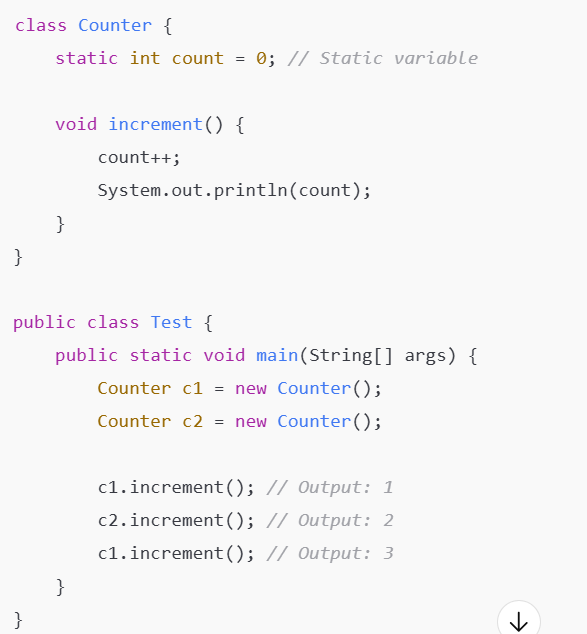 class Counter {
    static int count = 0; // Static variable

    void increment() {
        count++;
        System.out.println(count);
    }
}

public class Test {
    public static void main(String[] args) {
        Counter c1 = new Counter();
        Counter c2 = new Counter();

        c1.increment(); // Output: 1
        c2.increment(); // Output: 2
        c1.increment(); // Output: 3
    }
}